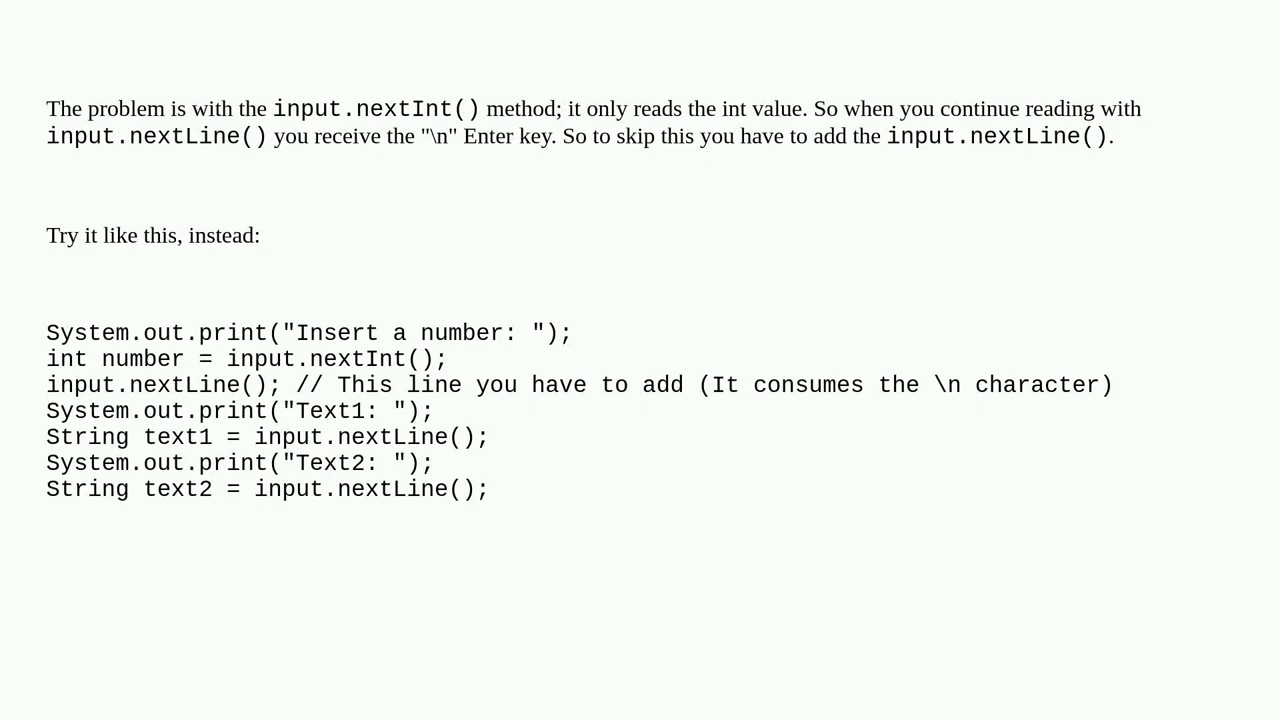 The problem is with the input.nextInt() method; it only reads the int value. So when you continue reading with
input.nextLine() you receive the "\n" Enter key. So to skip this you have to add the input.nextLine().
Try it like this, instead:
System.out.print("Insert a number: ");
int number = input.nextInt();
input.nextLine(); // This line you have to add (It consumes the \n character)
System.out.print("Text1: ");
String text1 = input.nextLine();
System.out.print("Text2: ");
String text2 = input.nextLine();